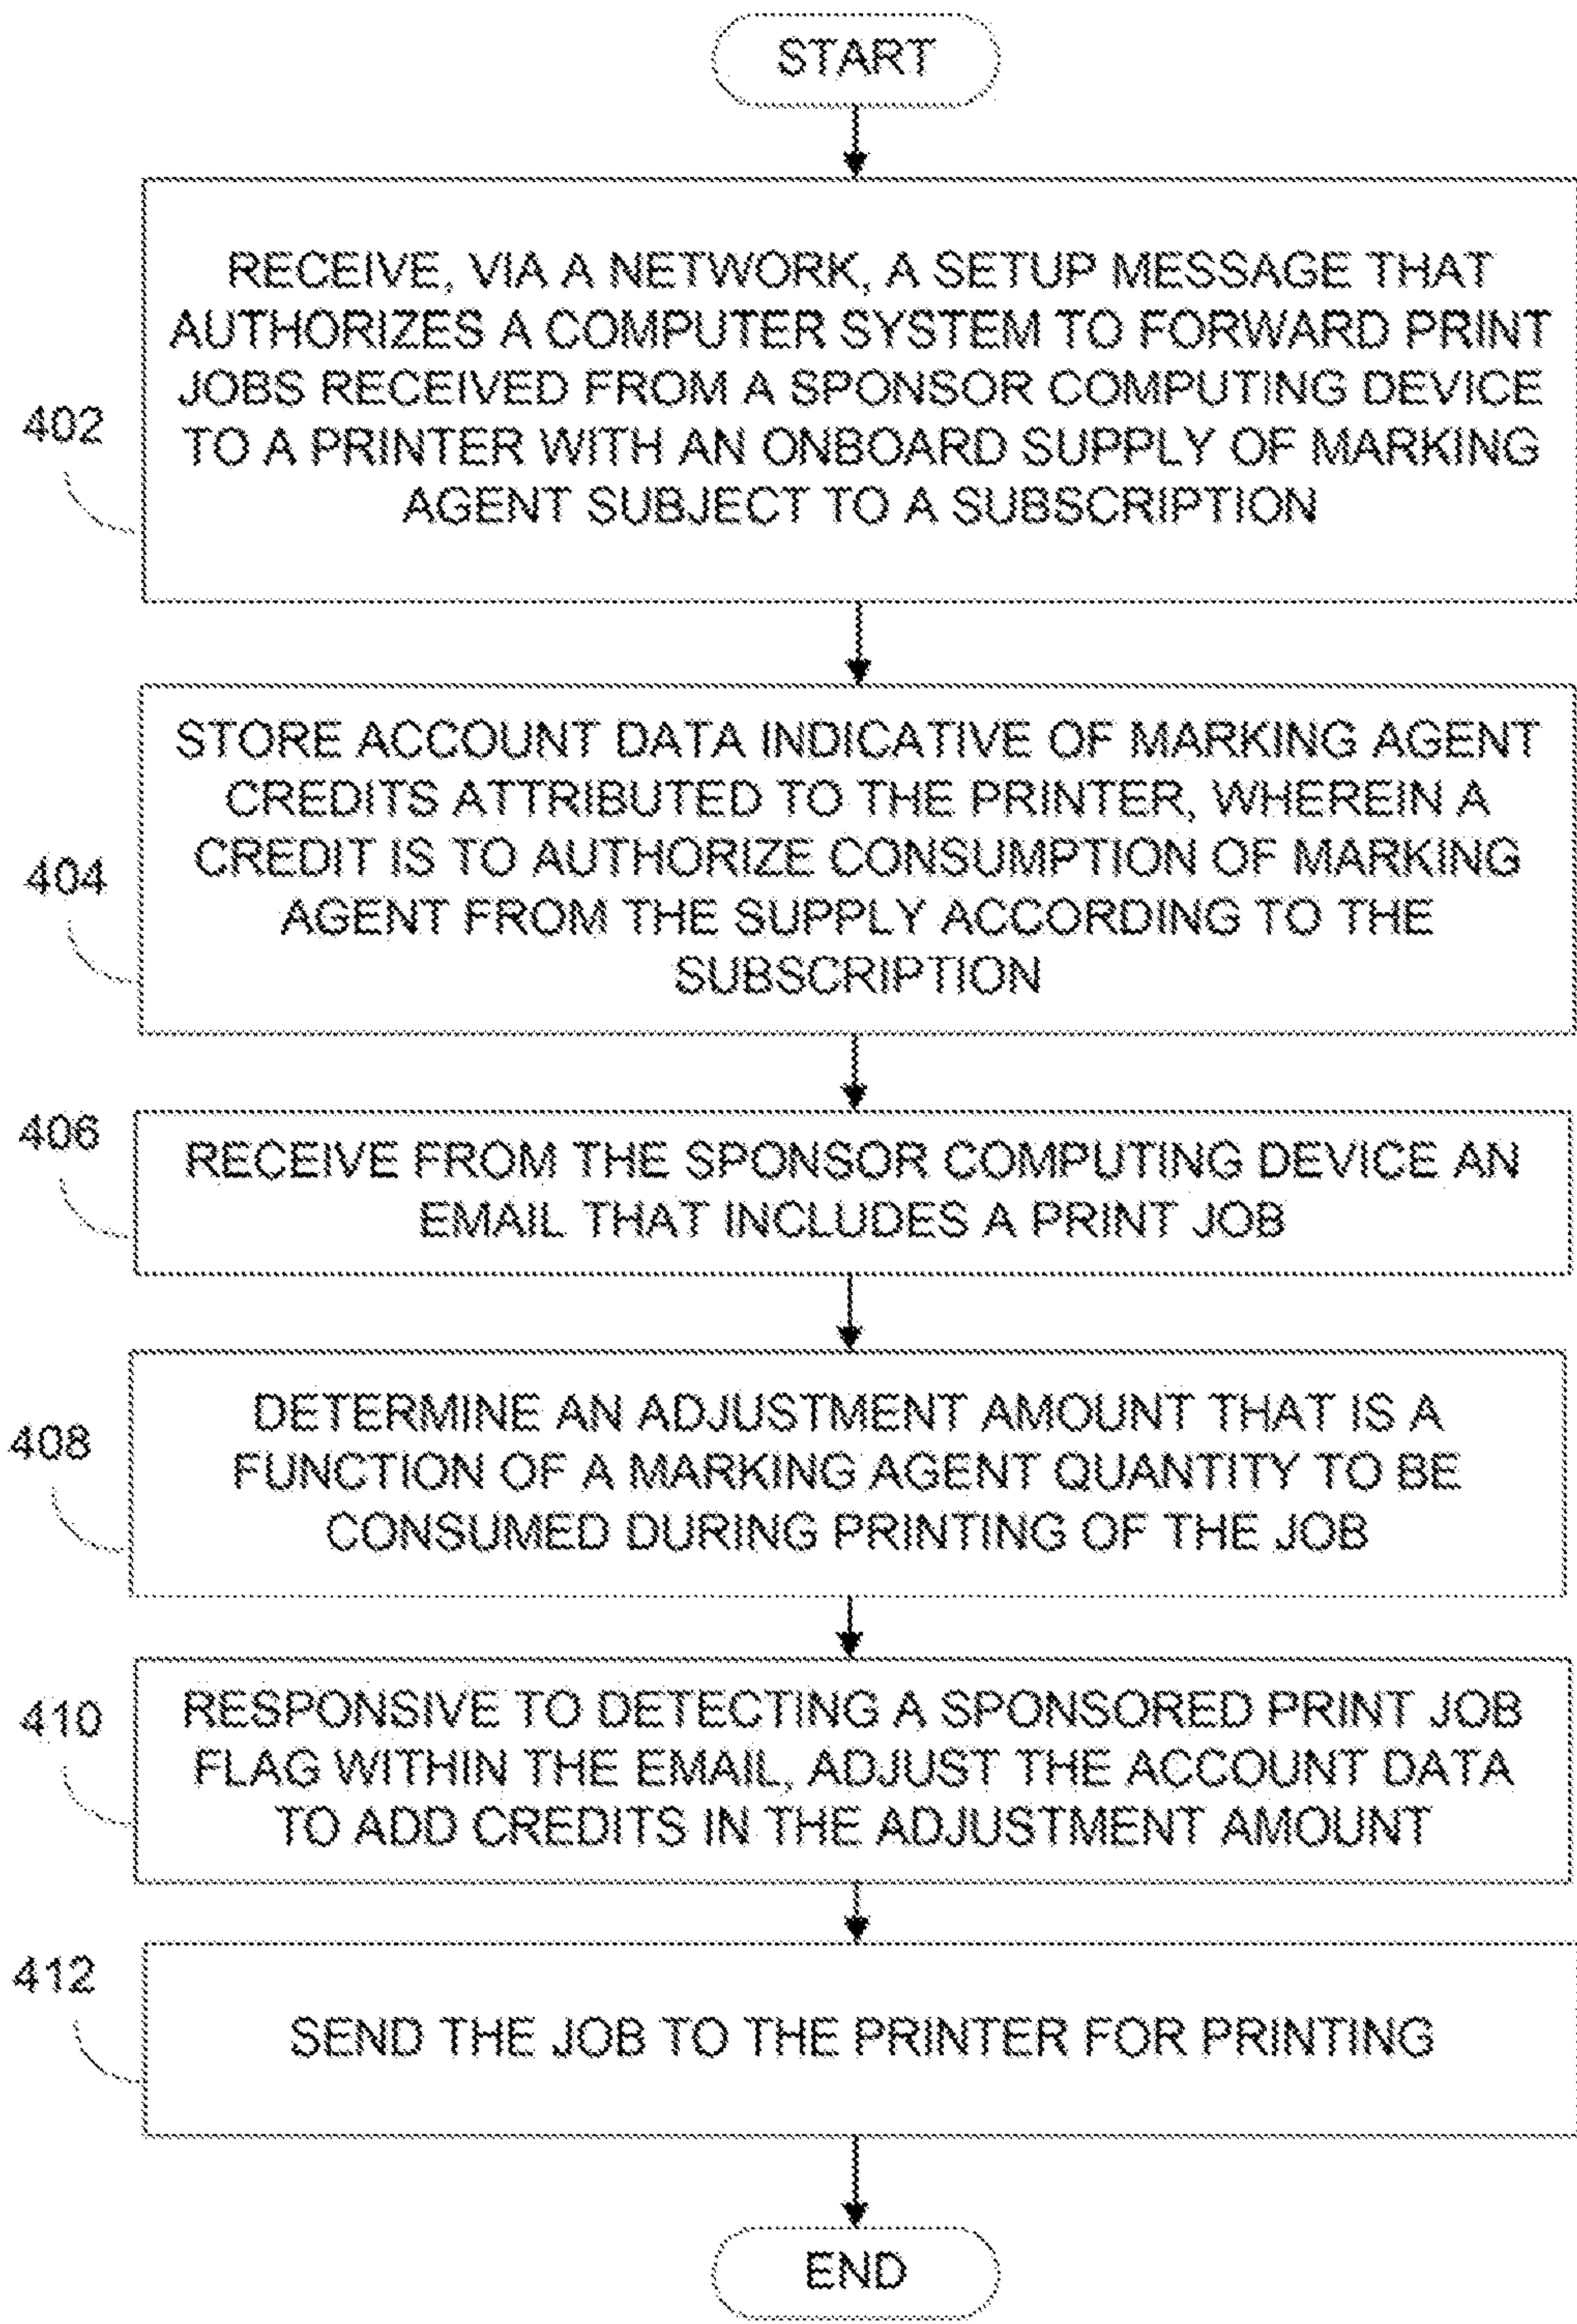 START
RECEIVE, VIA A NETWORK, A SETUP MESSAGE THAT
AUTHORIZES A COMPUTER SYSTEM TO FORWARD PRINT
JOBS RECEIVED FROM A SPONSOR COMPUTING DEVICE
TO A PRINTER WITH AN ONBOARD SUPPLY OF MARKING
AGENT SUBJECT TO A SUBSCRIPTION
402
STORE ACCOUNT DATA INDICATIVE OF MARKING AGENT
CREDITS ATTRIBUTED TO THE PRINTER, WHEREIN A
CREDIT IS TO AUTHORIZE CONSUMPTION OF MARKING
AGENT FROM THE SUPPLY ACCORDING TO THE
SUBSCRIPTION
404
406
RECEIVE FROM THE SPONSOR COMPUTING DEVICE AN
EMAIL THAT INCLUDES A PRINT JOB
408
DETERMINE AN ADJUSTMENT AMOUNT THAT IS A
FUNCTION OF A MARKING AGENT QUANTITY TO BE
CONSUMED DURING PRINTING OF THE JOB
410
RESPONSIVE TO DETECTING A SPONSORED PRINT JOB
FLAG WITHIN THE EMAIL, ADJUST THE ACCOUNT DATA
TO ADD CREDITS IN THE ADJUSTMENT AMOUNT
412
SEND THE JOB TO THE PRINTER FOR PRINTING
END